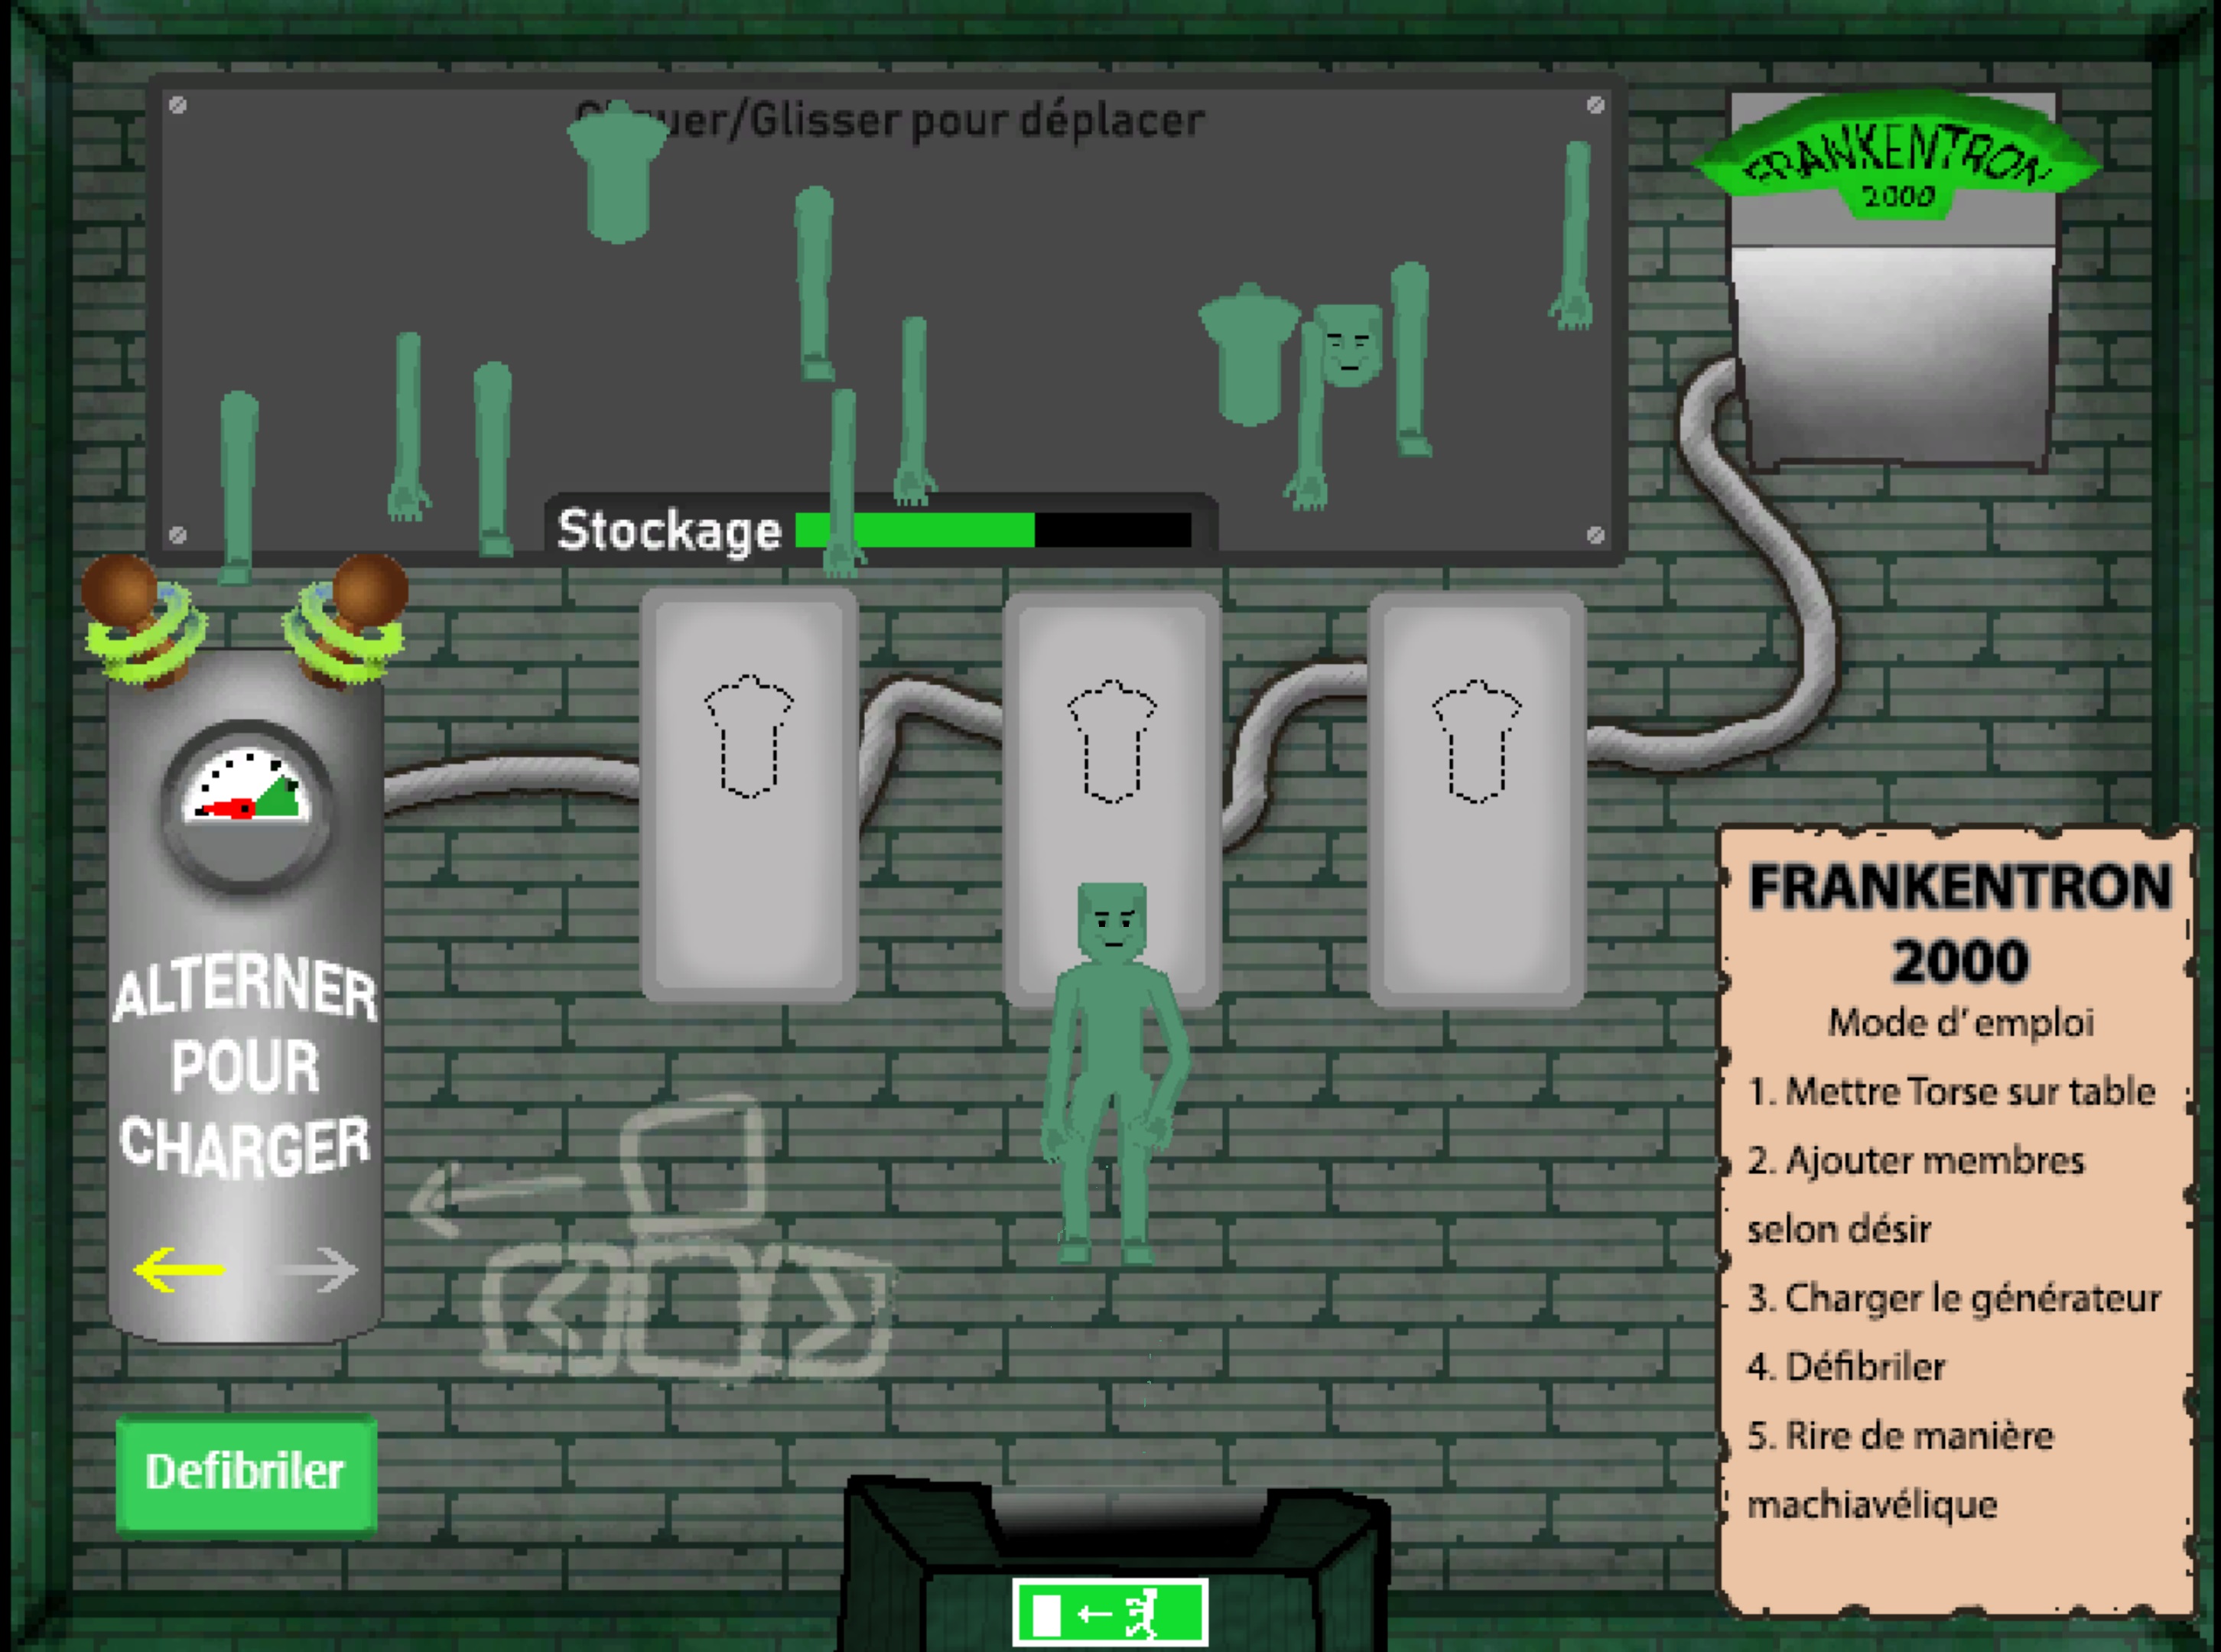 Cliquer/Glisser pour déplacer
FRANKENTRON
2000
Stockage
ALTERNER
POUR
CHARGER
Defibriler
FRANKENTRON
2000
Mode d'emploi
1. Mettre Torse sur table
2. Ajouter membres
selon désir
3. Charger le générateur
4. Défibriler
5. Rire de manière
machiavélique